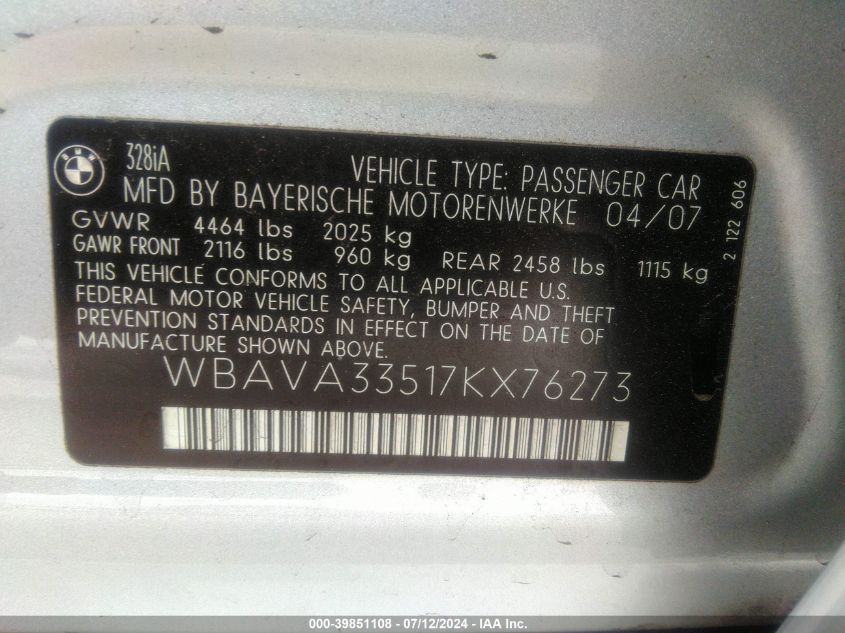 BMW
328iA
VEHICLE TYPE: PASSENGER CAR
MFD BY BAYERISCHE MOTORENWERKE 04/07
GVWR 4464 lbs 2025 kg
GAWR FRONT 2116 lbs 960 kg REAR 2458 lbs 1115 kg
THIS VEHICLE CONFORMS TO ALL APPLICABLE U.S.
FEDERAL MOTOR VEHICLE SAFETY, BUMPER AND THEFT
PREVENTION STANDARDS IN EFFECT ON THE DATE OF
MANUFACTURE SHOWN ABOVE.
WBAVA33517KX76273
2 122 606
000-39851108 - 07/12/2024 - IAA Inc.